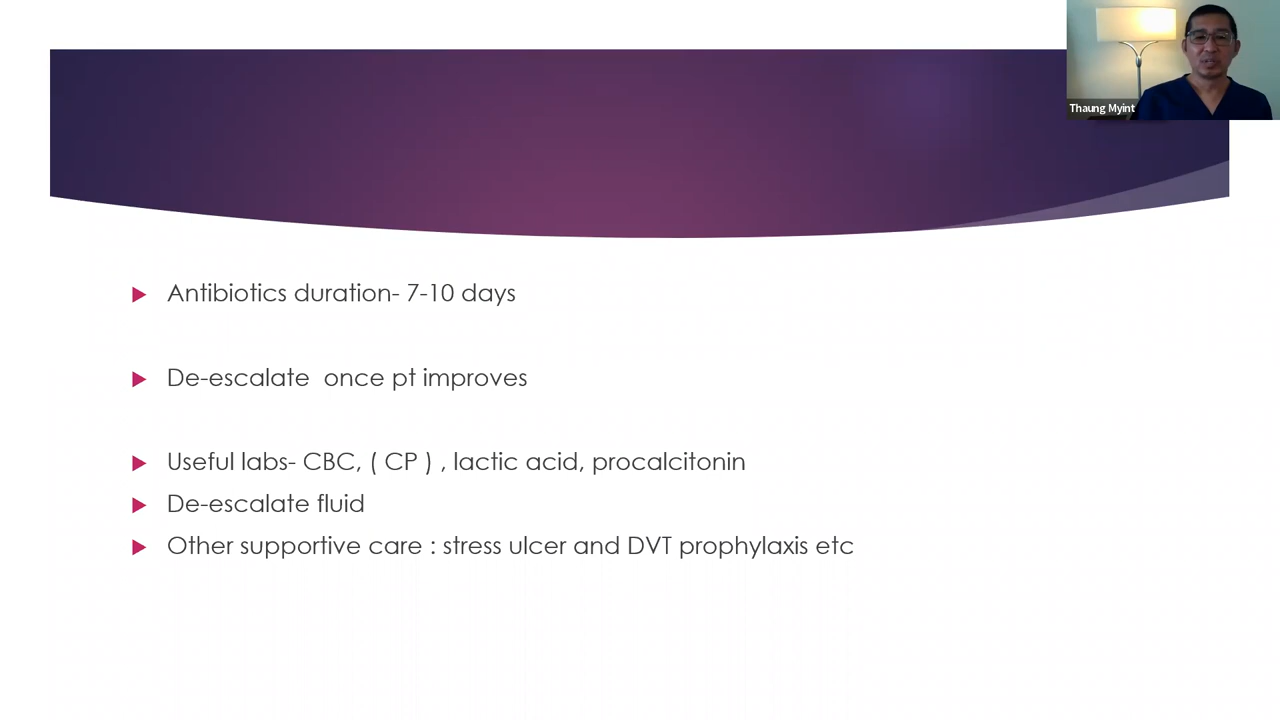 Thaung Myint
Antibiotics duration- 7-10 days
De-escalate  once pt improves
Useful labs- CBC, ( CP ) , lactic acid, procalcitonin
De-escalate fluid
Other supportive care : stress ulcer and DVT prophylaxis etc